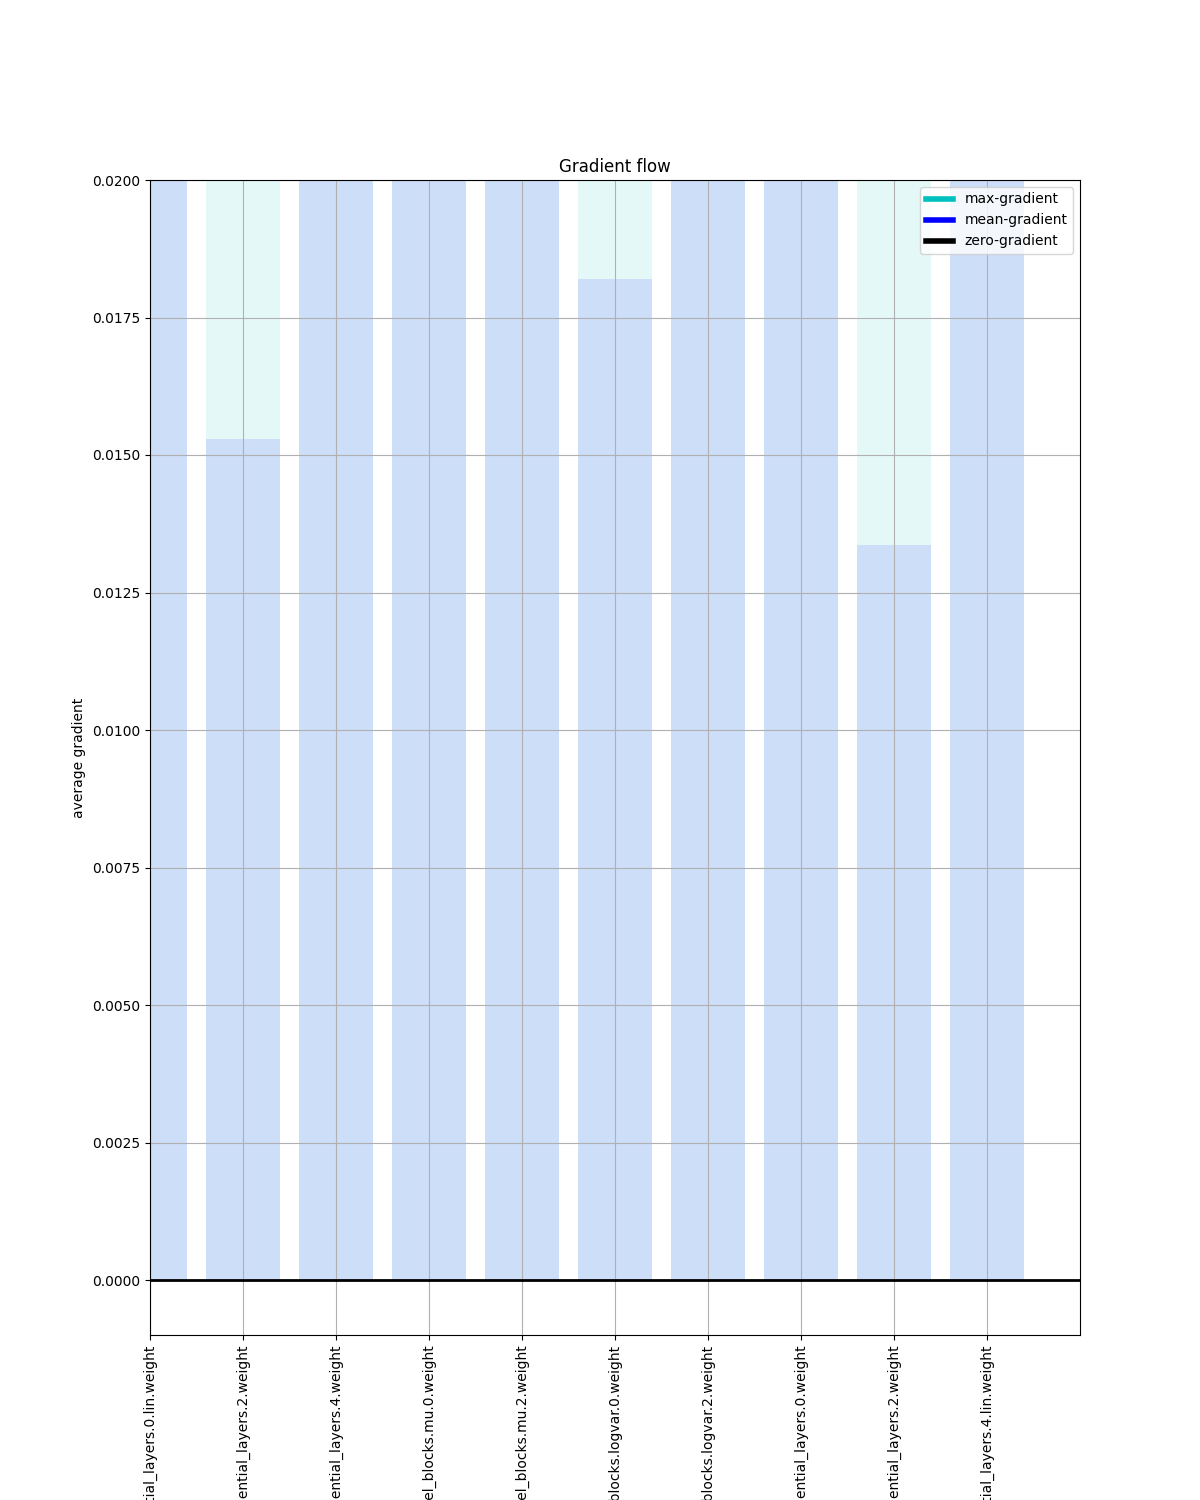 Gradient flow
max-gradient
mean-gradient
zero-gradient
0.0200
0.0175
0.0150
0.0125
0.0100
0.0075
0.0050
0.0025
0.0000
average gradient
tial_layers.0.lin.weight
ential_layers.2.weight
ential_layers.4.weight
el_blocks.mu.0.weight
el_blocks.mu.2.weight
blocks.logvar.0.weight
blocks.logvar.2.weight
ential_layers.0.weight
ential_layers.2.weight
tial_layers.4.lin.weight